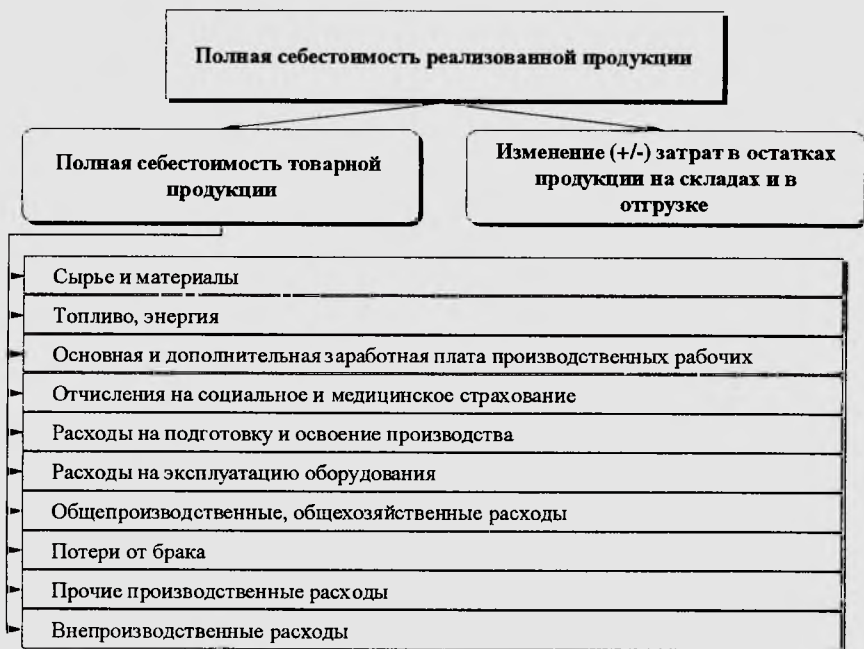 Полная себестоимость реализованной продукции
Полная себестоимость товарной
продукции
Изменение (+/-) затрат в остатках
продукции на складах и в
отгрузке
Сырье и материалы
Топливо, энергия
Основная и дополнительная заработная плата производственных рабочих
Отчисления на социальное и медицинское страхование
Расходы на подготовку и освоение производства
Расходы на эксплуатацию оборудования
Общепроизводственные, общехозяйственные расходы
Потери от брака
Прочие производственные расходы
Внепроизводственные расходы